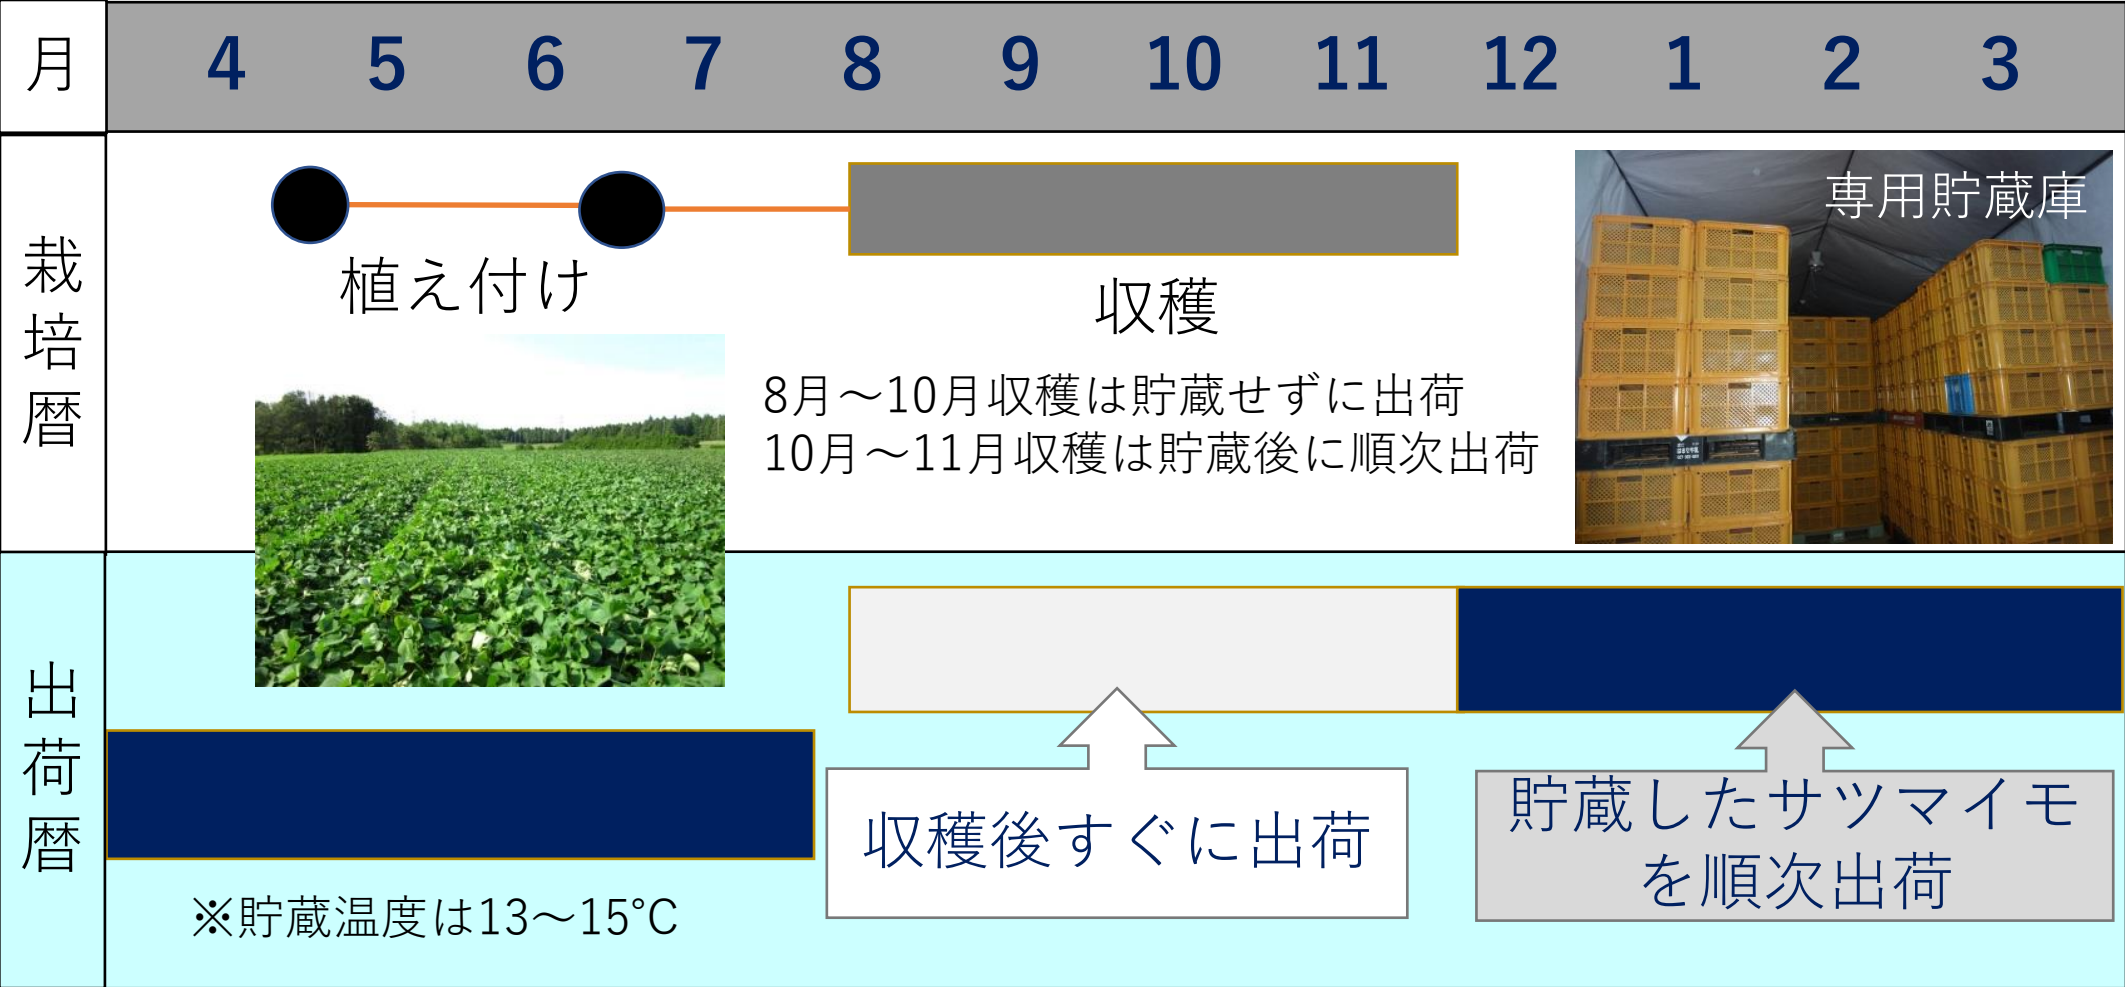 月 4 5 6 7 8 9 10 11 12 1 2 3
栽培暦
植え付け
収穫
8月～10月収穫は貯蔵せずに出荷
10月～11月収穫は貯蔵後に順次出荷
専用貯蔵庫
出荷暦
収穫後すぐに出荷
貯蔵したサツマイモ
を順次出荷
※貯蔵温度は13～15°C